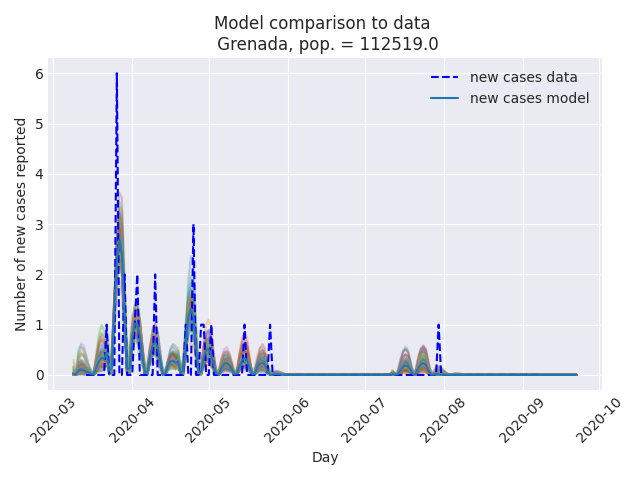 Model comparison to data
Grenada, pop. = 112519.0
new cases data
new cases model
Number of new cases reported
6
5
4
3
2
1
0
2020-03
2020-04
2020-05
2020-06
2020-07
2020-08
2020-09
2020-10
Day